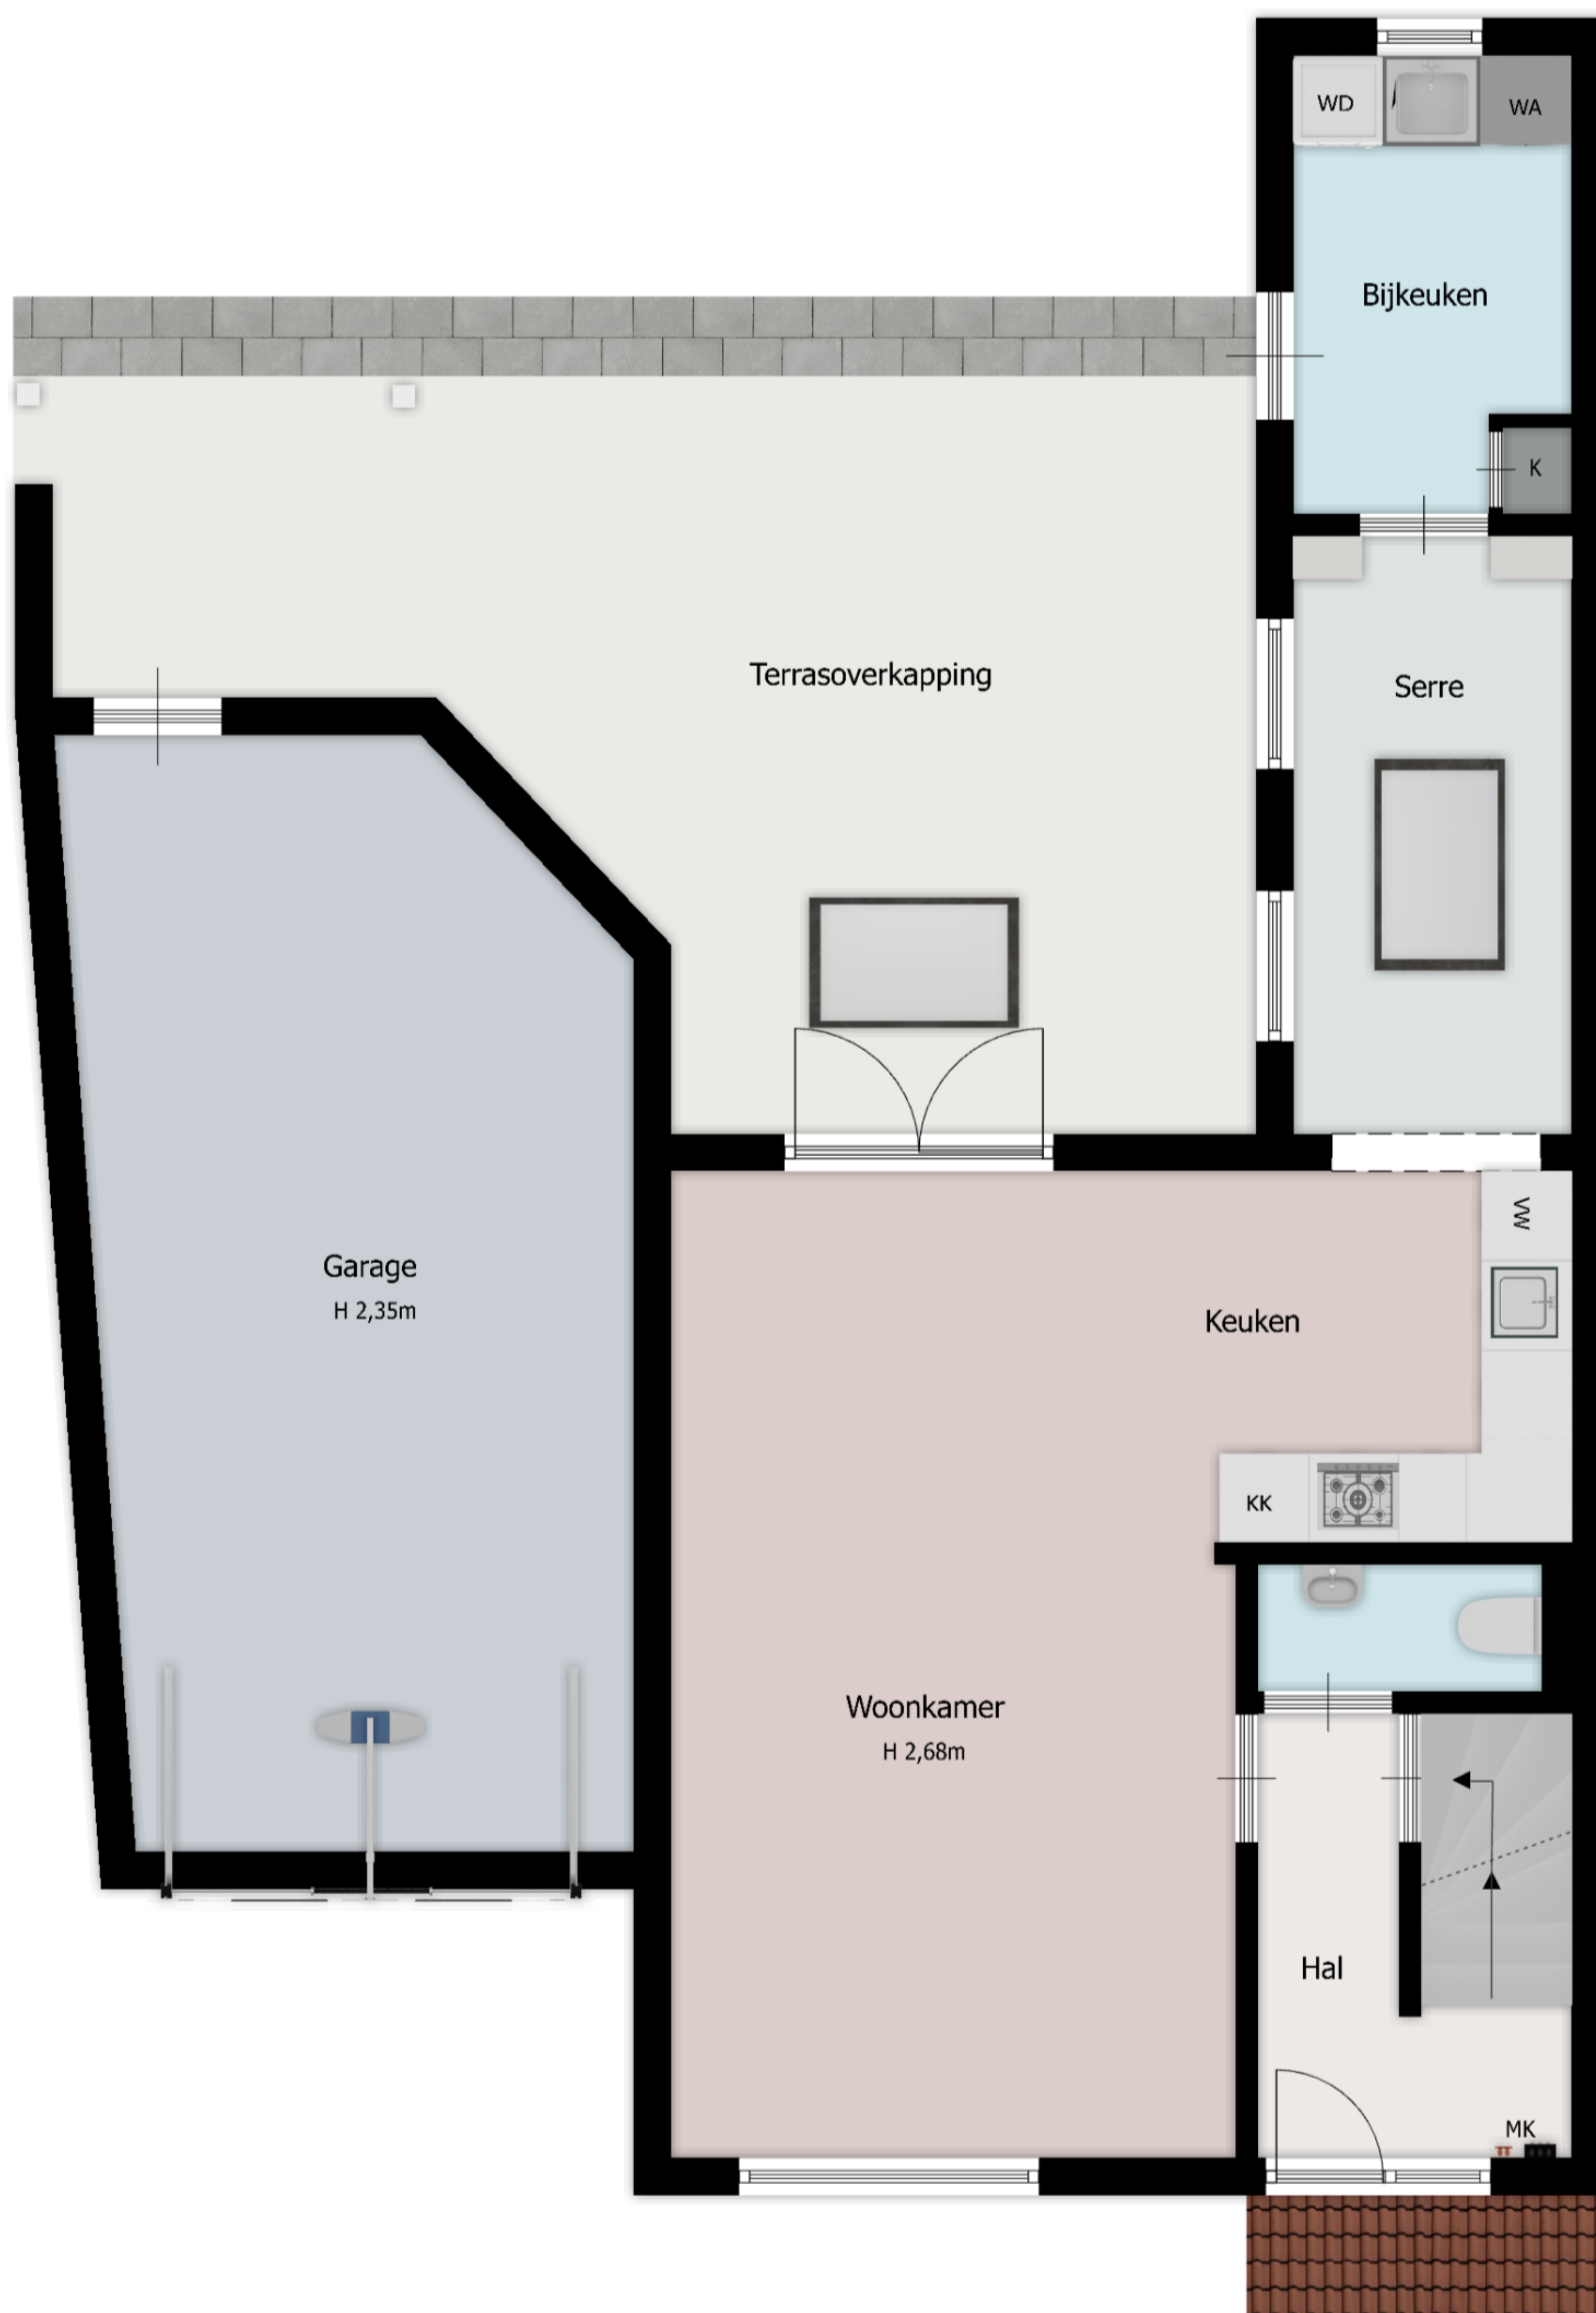 WD
WA
Bijkeuken
K
Terrasoverkapping
Serre
VW
Garage
H 2,35m
Keuken
KK
Woonkamer
H 2,68m
Hal
MK